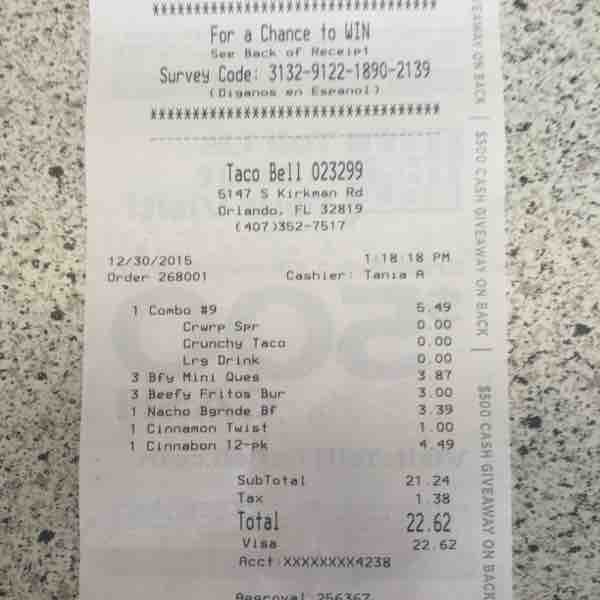 ****************************
For a Chance to WIN
See Back of Receipt
Survey Code: 3132-9122-1890-2139
(Diganos en Espanol)
****************************
Taco Bell 023299
5147 S Kirkman Rd
Orlando, FL 32819
(407)352-7517
12/30/2015 1:18:18 PM
Order 268001 Cashier: Tania A
1 Combo #9 5.49
Crwrp Spr 0.00
Crunchy Taco 0.00
Lrg Drink 0.00
3 Bfy Mini Ques 3.87
3 Beefy Fritos Bur 3.00
1 Nacho Bgrnde Bf 3.39
1 Cinnamon Twist 1.00
1 Cinnabon 12-pk 4.49
SubTotal 21.24
Tax 1.38
Total 22.62
Visa 22.62
Acct:XXXXXXXX4238
Approval 256367
GIVEAWAY ON BACK
$500 CASH GIVEAWAY ON BACK
$500 CASH GIVEAWAY ON BACK